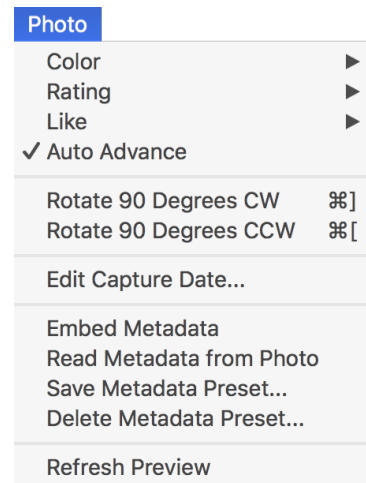 Photo
Color ▶
Rating ▶
Like ▶
✓ Auto Advance
Rotate 90 Degrees CW ⌘]
Rotate 90 Degrees CCW ⌘[
Edit Capture Date...
Embed Metadata
Read Metadata from Photo
Save Metadata Preset...
Delete Metadata Preset...
Refresh Preview